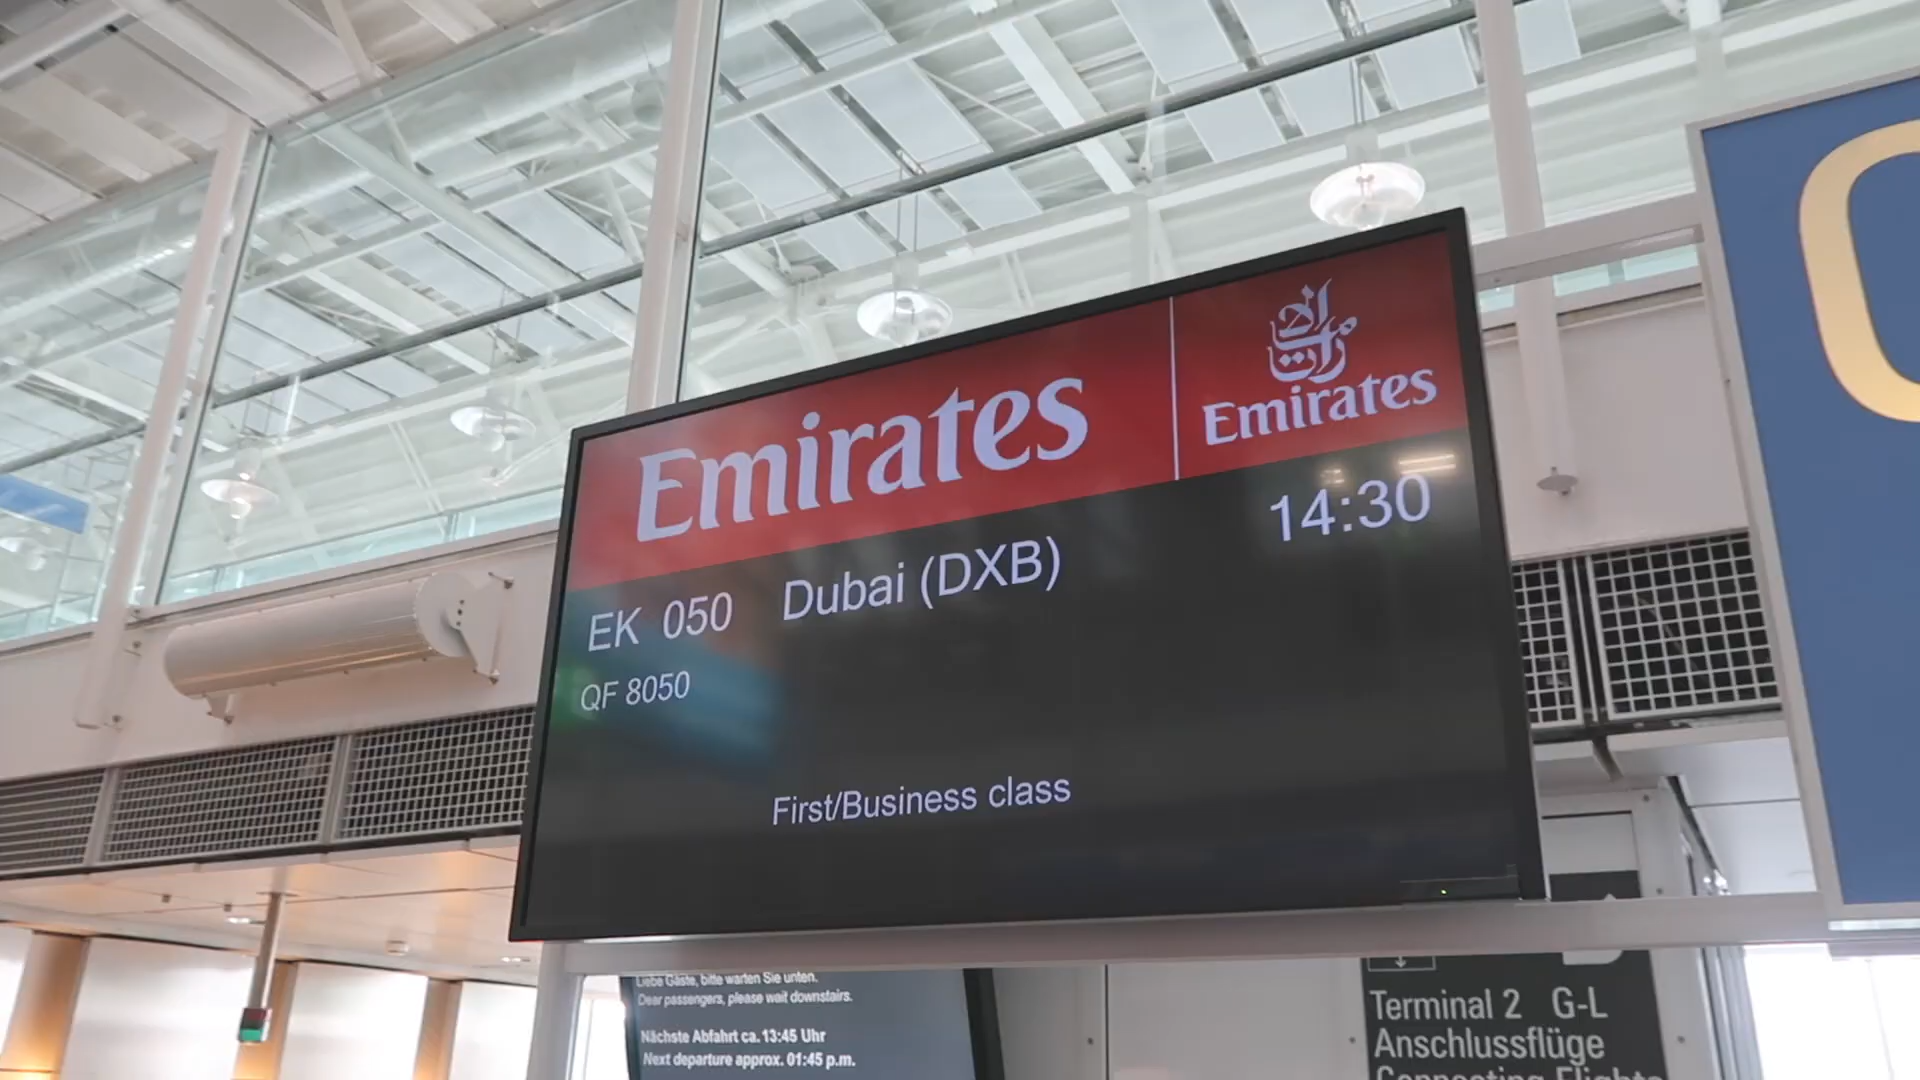 Emirates
امارات
Emirates
14:30
EK 050 Dubai (DXB)
QF 8050
First/Business class
Liebe Gäste, bitte warten Sie unten.
Dear passengers, please wait downstairs.
Nächste Abfahrt ca. 13:45 Uhr
Next departure approx. 01:45 p.m.
Terminal 2 G-L
Anschlussflüge
Connecting Flights